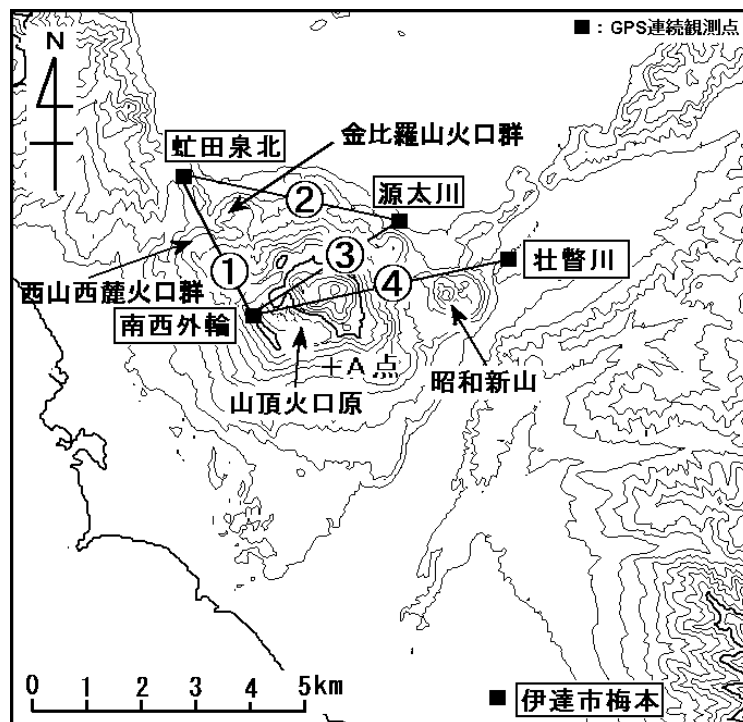 ■：GPS連続観測点
N
金比羅山火口群
虻田泉北
源太川
②
③
①
④
壮瞥川
西山西麓火口群
南西外輪
+A点
昭和新山
山頂火口原
0 1 2 3 4 5km
伊達市梅本